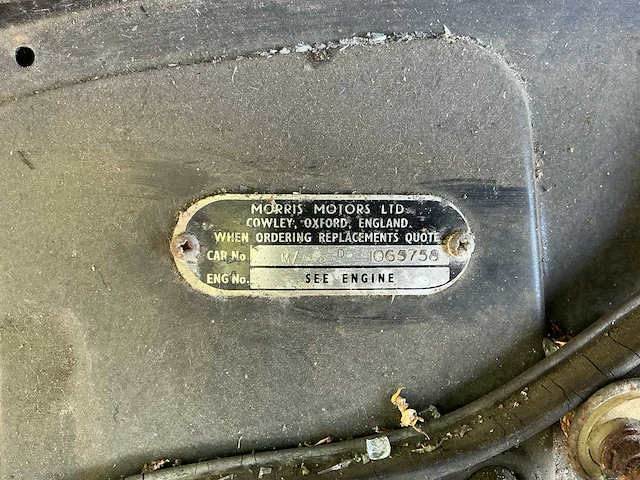 MORRIS MOTORS LTD.
COWLEY, OXFORD, ENGLAND.
WHEN ORDERING REPLACEMENTS QUOTE
CAR No 1065758
ENG No. SEE ENGINE